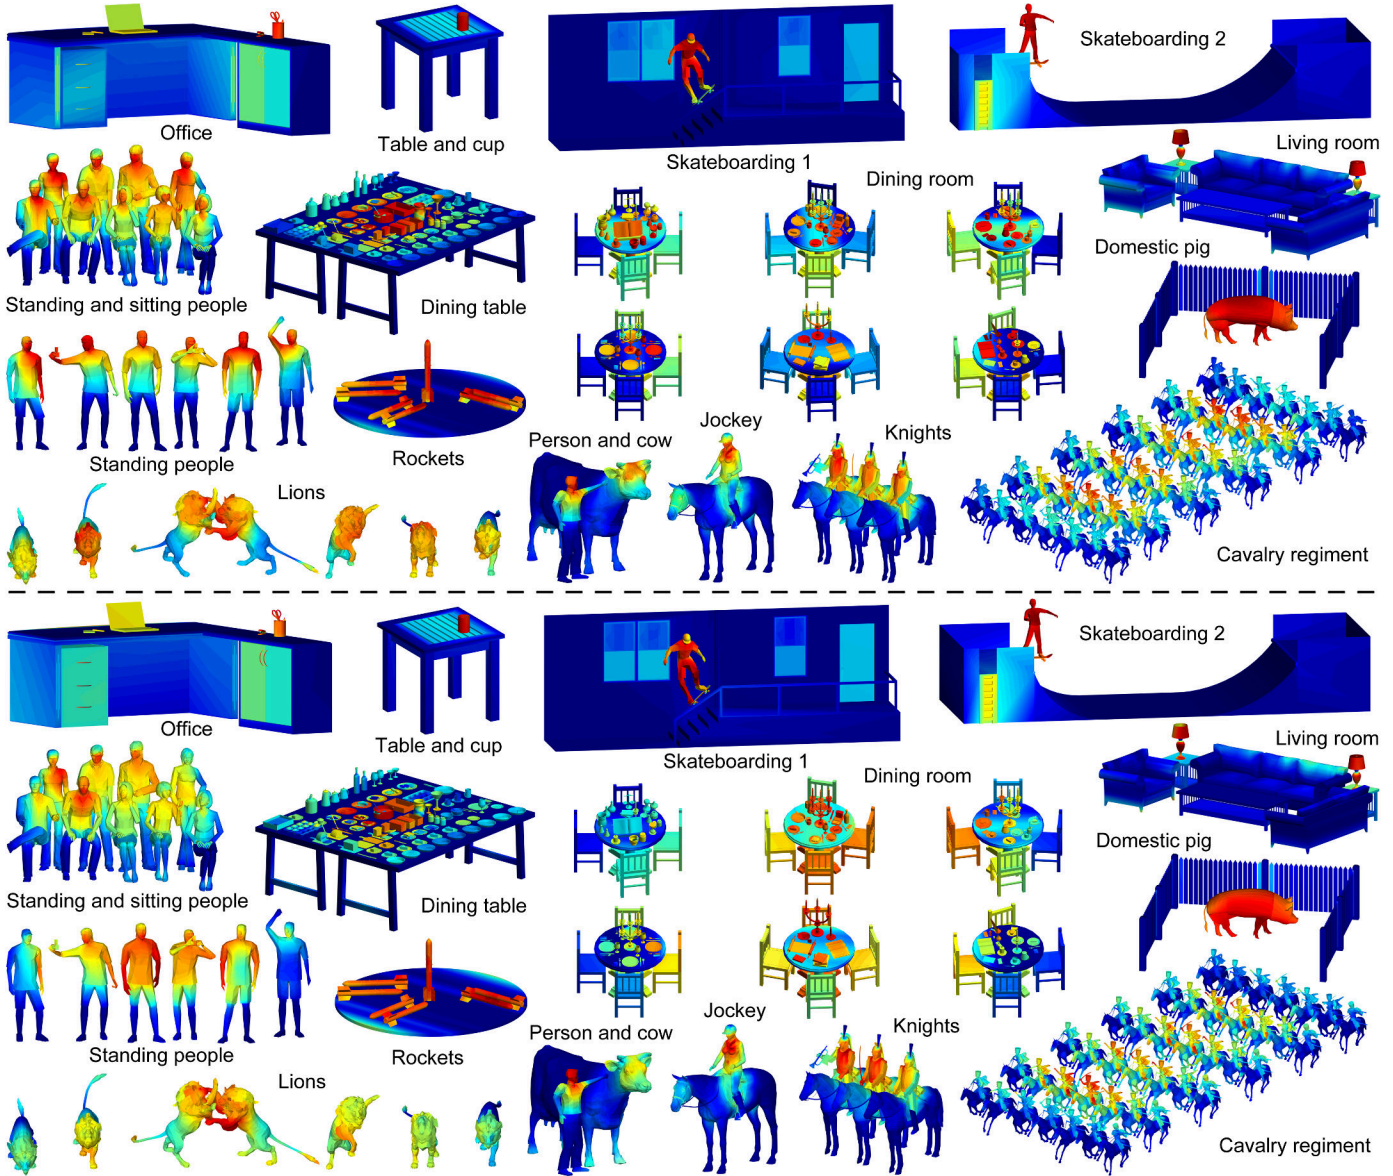 Office
Table and cup
Skateboarding 1
Skateboarding 2
Living room
Standing and sitting people
Dining table
Dining room
Domestic pig
Standing people
Rockets
Person and cow
Jockey
Knights
Lions
Cavalry regiment
Office
Table and cup
Skateboarding 1
Skateboarding 2
Living room
Standing and sitting people
Dining table
Dining room
Domestic pig
Standing people
Rockets
Person and cow
Jockey
Knights
Lions
Cavalry regiment